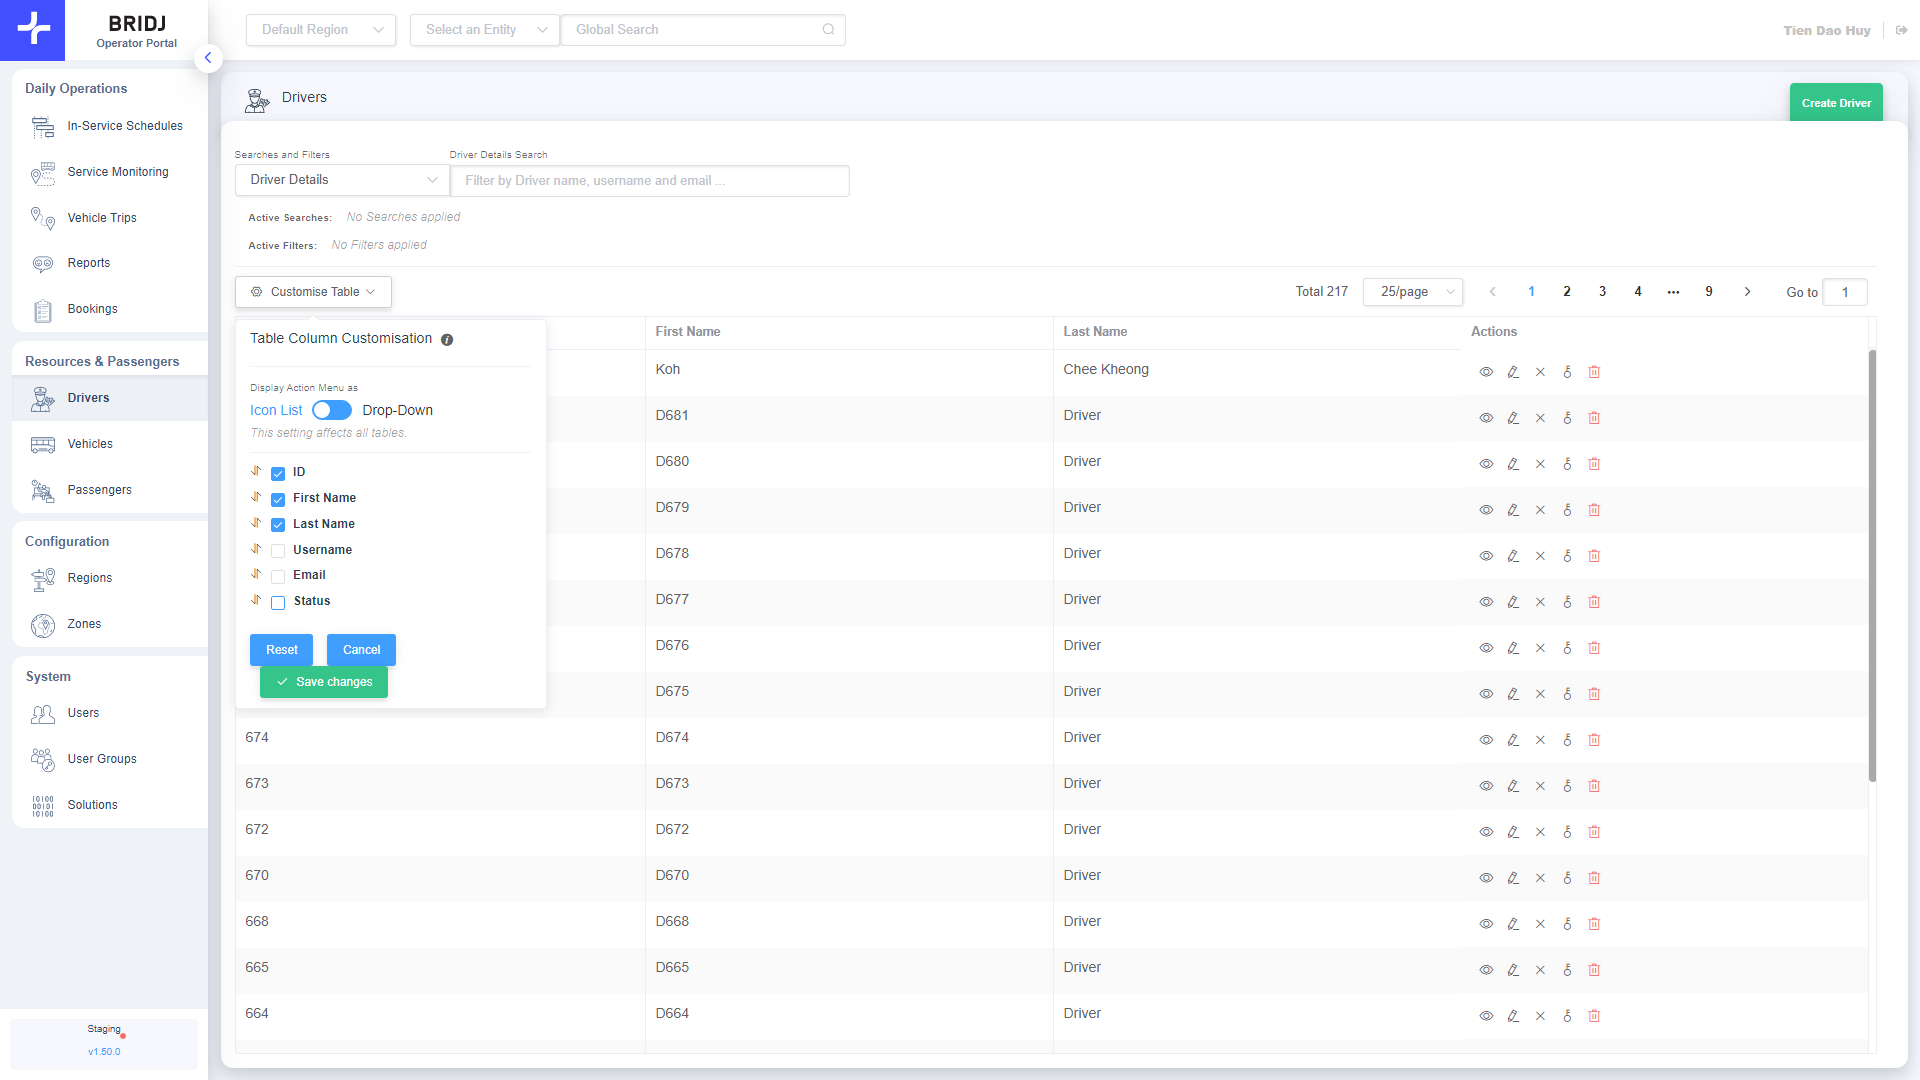 BRIDJ
Operator Portal
Default Region
Select an Entity
Global Search
Tien Dao Huy
Daily Operations
In-Service Schedules
Service Monitoring
Vehicle Trips
Reports
Bookings
Resources & Passengers
Drivers
Vehicles
Passengers
Configuration
Regions
Zones
System
Users
User Groups
Solutions
Staging
v1.50.0
Drivers
Create Driver
Searches and Filters
Driver Details Search
Driver Details
Filter by Driver name, username and email ...
Active Searches: No Searches applied
Active Filters: No Filters applied
Customise Table
Total 217
25/page
1 2 3 4 ••• 9
Go to 1
Table Column Customisation
Display Action Menu as
Icon List Drop-Down
This setting affects all tables.
ID
First Name
Last Name
Username
Email
Status
Reset Cancel
Save changes
First Name Last Name Actions
Koh Chee Kheong
D681 Driver
D680 Driver
D679 Driver
D678 Driver
D677 Driver
D676 Driver
D675 Driver
674 D674 Driver
673 D673 Driver
672 D672 Driver
670 D670 Driver
668 D668 Driver
665 D665 Driver
664 D664 Driver